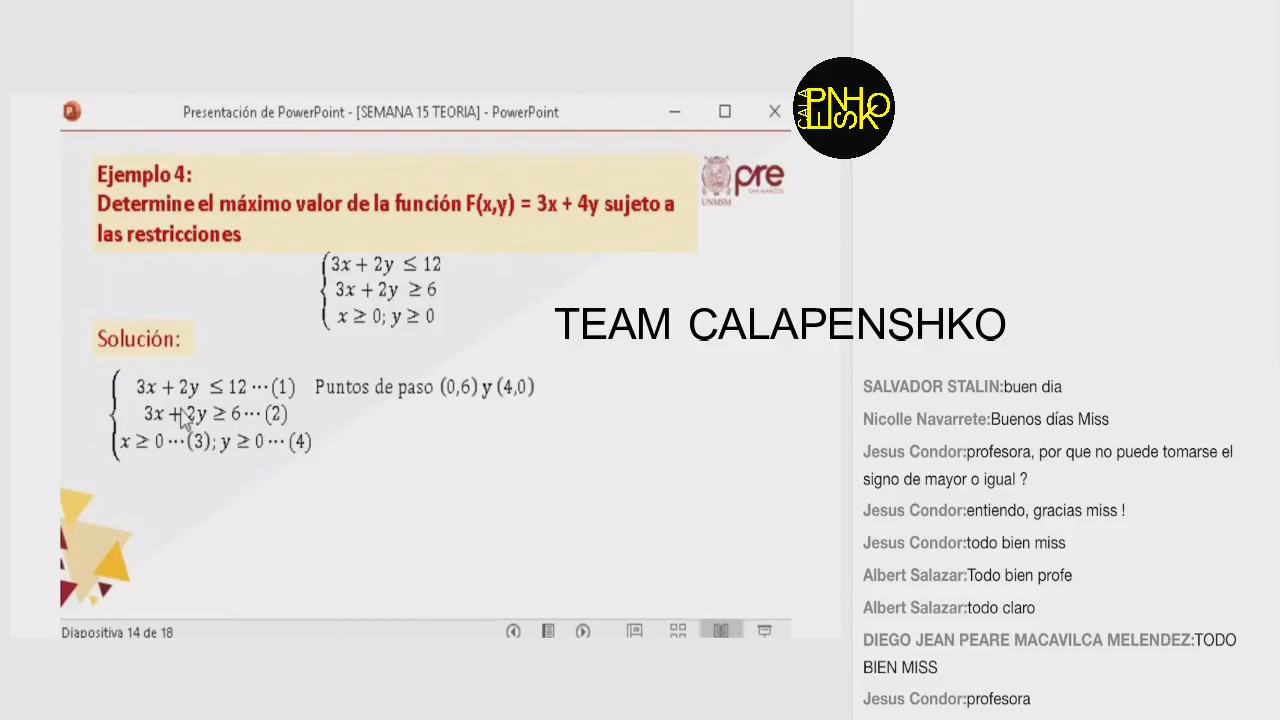 Presentación de PowerPoint - [SEMANA 15 TEORIA] - PowerPoint
CALA
PENHO
ESK
Ejemplo 4:
Determine el máximo valor de la función F(x,y) = 3x + 4y sujeto a
las restricciones
pre
UNMSM
3x + 2y ≤ 12
3x + 2y ≥ 6
x ≥ 0; y ≥ 0
TEAM CALAPENSHKO
Solución:
3x + 2y ≤ 12 ⋯ (1) Puntos de paso (0,6) y (4,0)
3x + 2y ≥ 6 ⋯ (2)
x ≥ 0 ⋯ (3); y ≥ 0 ⋯ (4)
Diapositiva 14 de 18
SALVADOR STALIN:buen dia
Nicolle Navarrete:Buenos días Miss
Jesus Condor:profesora, por que no puede tomarse el
signo de mayor o igual ?
Jesus Condor:entiendo, gracias miss !
Jesus Condor:todo bien miss
Albert Salazar:Todo bien profe
Albert Salazar:todo claro
DIEGO JEAN PEARE MACAVILCA MELENDEZ:TODO
BIEN MISS
Jesus Condor:profesora